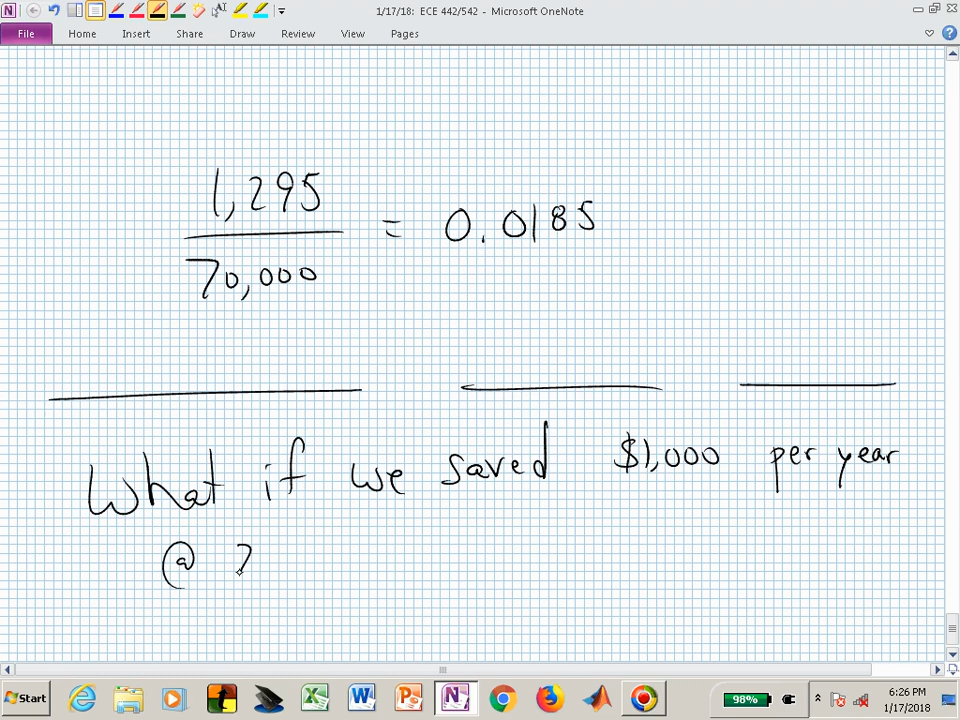 1/17/18: ECE 442/542 - Microsoft OneNote
File Home Insert Share Draw Review View Pages
1,295
70,000
= 0.0185
What if we saved $1,000 per year
@
98%
Start
6:26 PM
1/17/2018